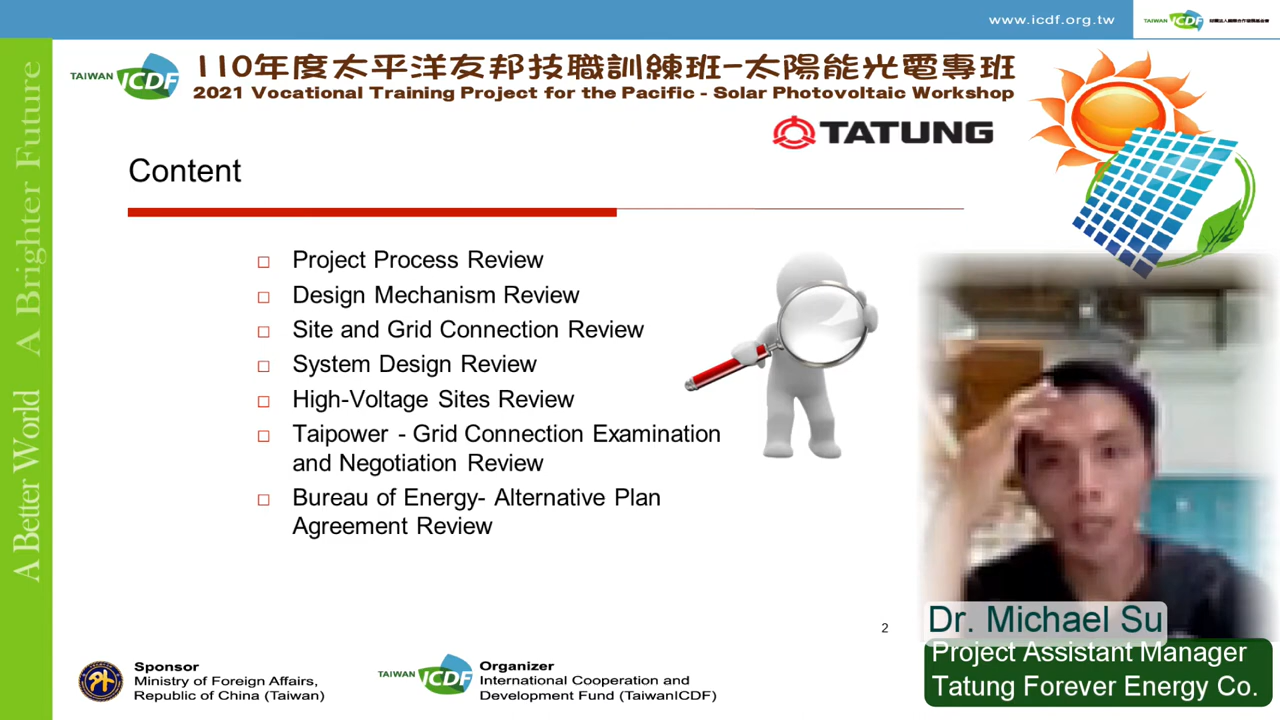 www.icdf.org.tw
TAIWAN ICDF
TAIWAN ICDF
110年度太平洋友邦技職訓練班-太陽能光電專班
2021 Vocational Training Project for the Pacific - Solar Photovoltaic Workshop
TATUNG
Content
Project Process Review
Design Mechanism Review
Site and Grid Connection Review
System Design Review
High-Voltage Sites Review
Taipower - Grid Connection Examination
and Negotiation Review
Bureau of Energy- Alternative Plan
Agreement Review
A Better World A Brighter Future
2
Dr. Michael Su
Project Assistant Manager
Tatung Forever Energy Co.
Sponsor
Ministry of Foreign Affairs,
Republic of China (Taiwan)
TAIWAN ICDF
Organizer
International Cooperation and
Development Fund (TaiwanICDF)